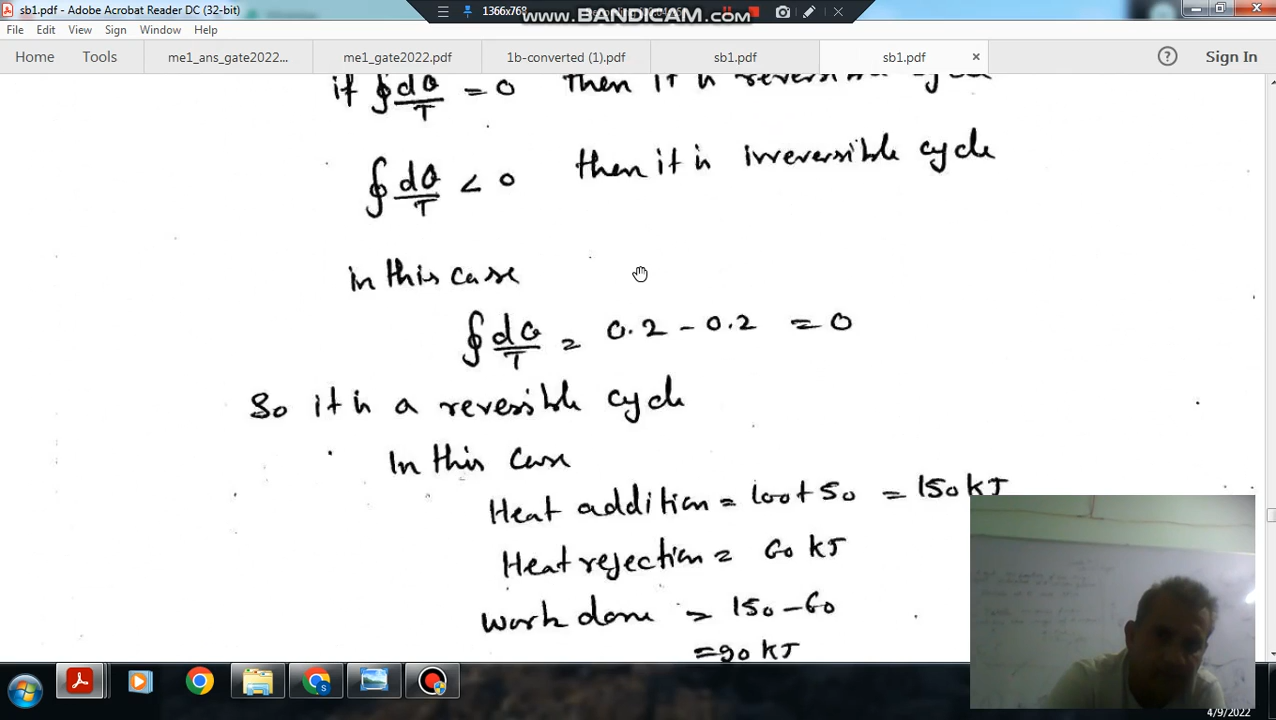 sb1.pdf - Adobe Acrobat Reader DC (32-bit)
1366x768
www.BANDICAM.com
File Edit View Sign Window Help
Home Tools me1_ans_gate2022... me1_gate2022.pdf 1b-converted (1).pdf sb1.pdf sb1.pdf × ? Sign In
if ∮dQ/T = 0 then it is reversible cycle
∮dQ/T < 0 then it is irreversible cycle
in this case
∮dQ/T = 0.2 - 0.2 = 0
So it is a reversible cycle
In this case
Heat addition = 100+50 = 150 kJ
Heat rejection = 60 kJ
work done = 150 - 60
= 90 kJ
4/9/2022